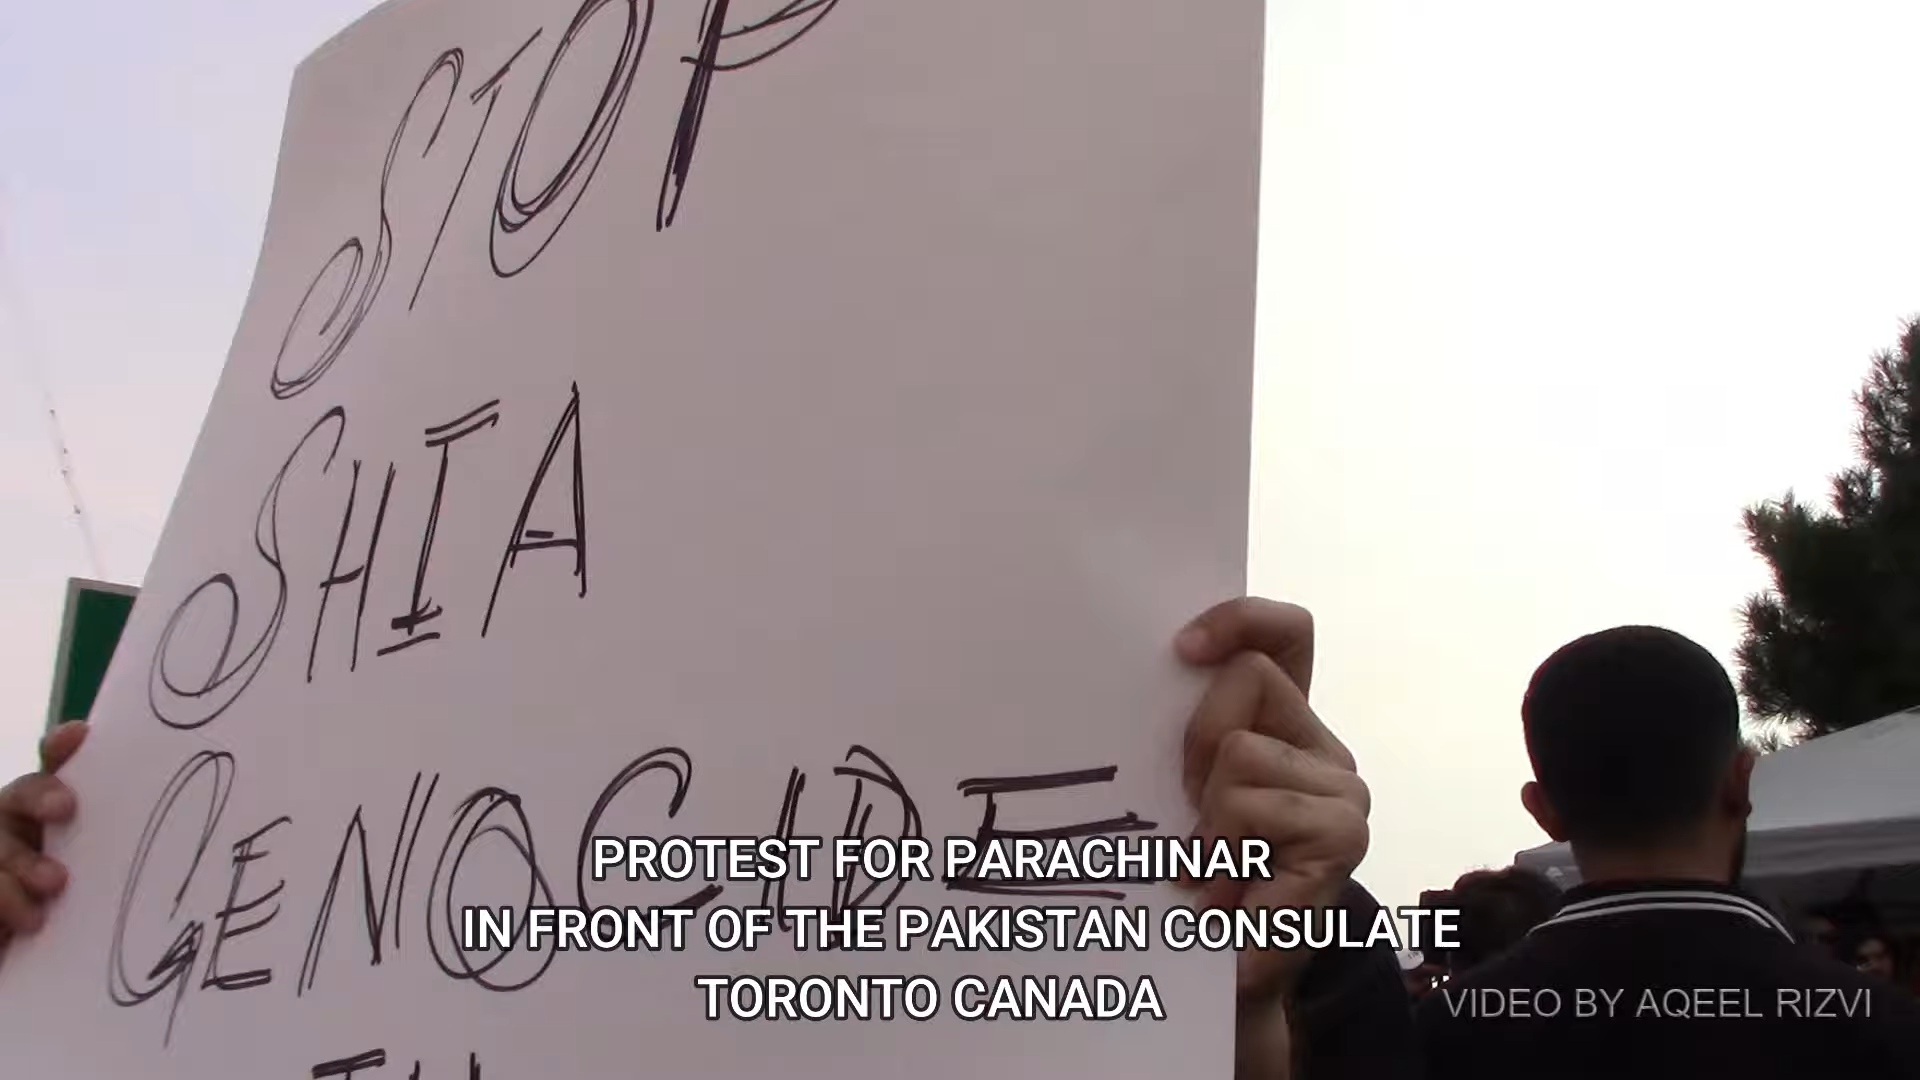 STOP
SHIA
GENOCIDE
PROTEST FOR PARACHINAR
IN FRONT OF THE PAKISTAN CONSULATE
TORONTO CANADA
VIDEO BY AQEEL RIZVI